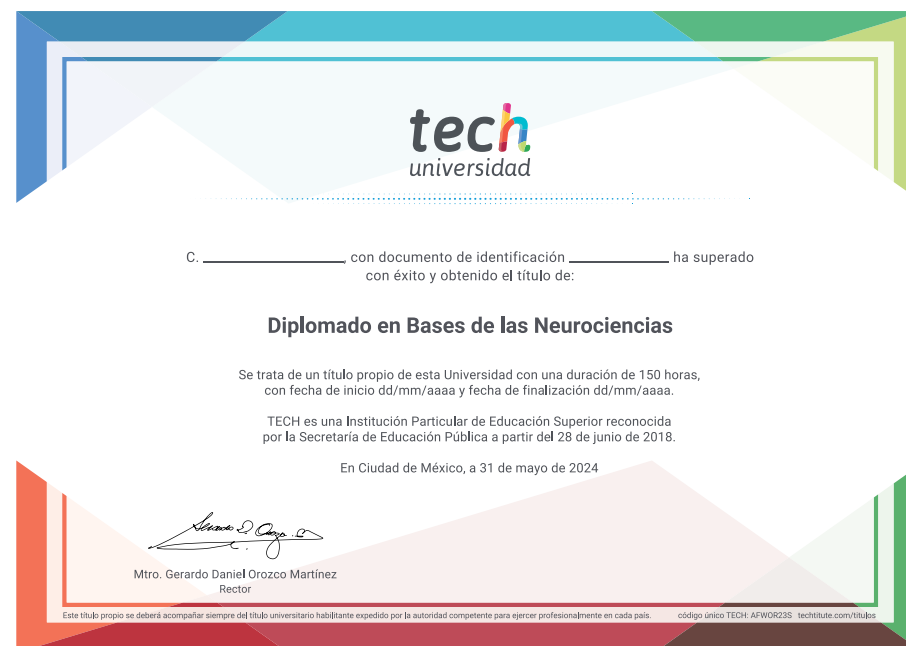 tech
universidad
C. ____________________, con documento de identificación ______________ ha superado
con éxito y obtenido el título de:
Diplomado en Bases de las Neurociencias
Se trata de un título propio de esta Universidad con una duración de 150 horas,
con fecha de inicio dd/mm/aaaa y fecha de finalización dd/mm/aaaa.
TECH es una Institución Particular de Educación Superior reconocida
por la Secretaría de Educación Pública a partir del 28 de junio de 2018.
En Ciudad de México, a 31 de mayo de 2024
Mtro. Gerardo Daniel Orozco Martínez
Rector
Este título propio se deberá acompañar siempre del título universitario habilitante expedido por la autoridad competente para ejercer profesionalmente en cada país. código único TECH: AFWOR23S techtitute.com/titulos